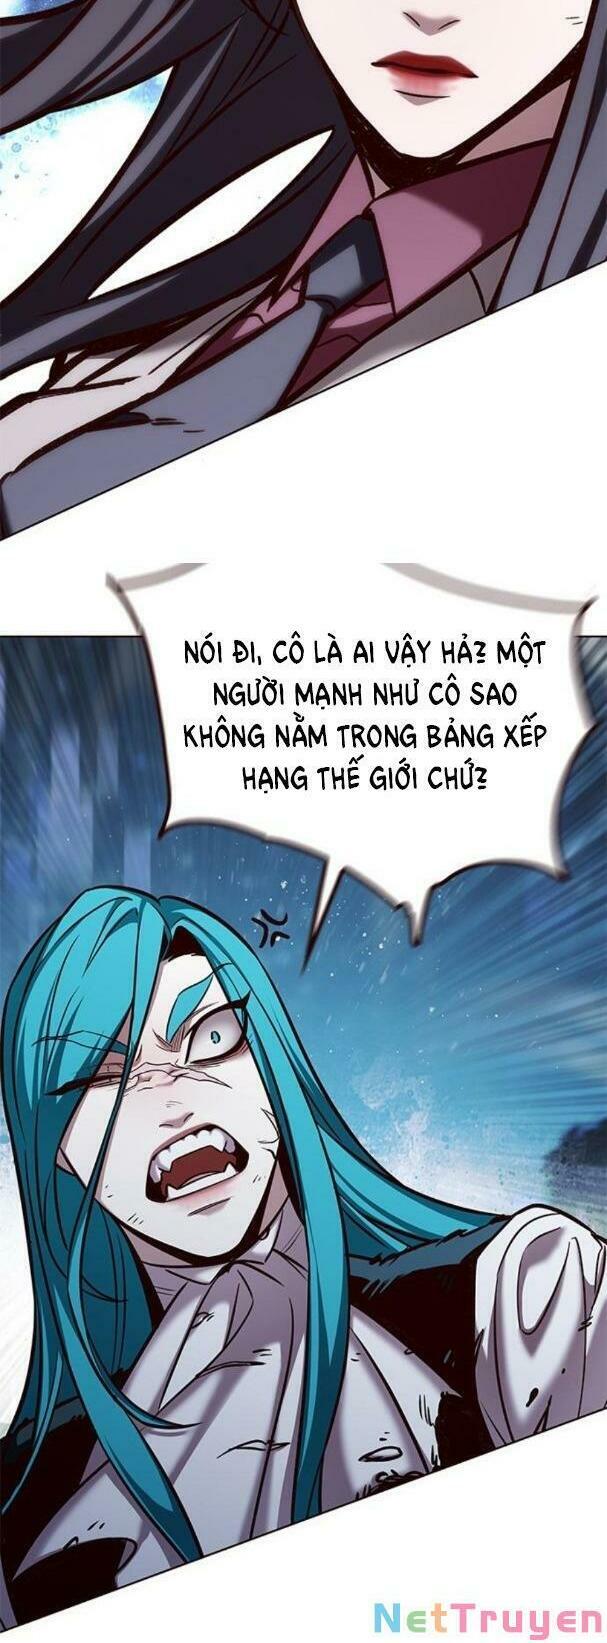 NÓI ĐI, CÔ LÀ AI VẬY HẢ? MỘT
NGƯỜI MẠNH NHƯ CÔ SAO
KHÔNG NẰM TRONG BẢNG XẾP
HẠNG THẾ GIỚI CHỨ?
NetTruyen